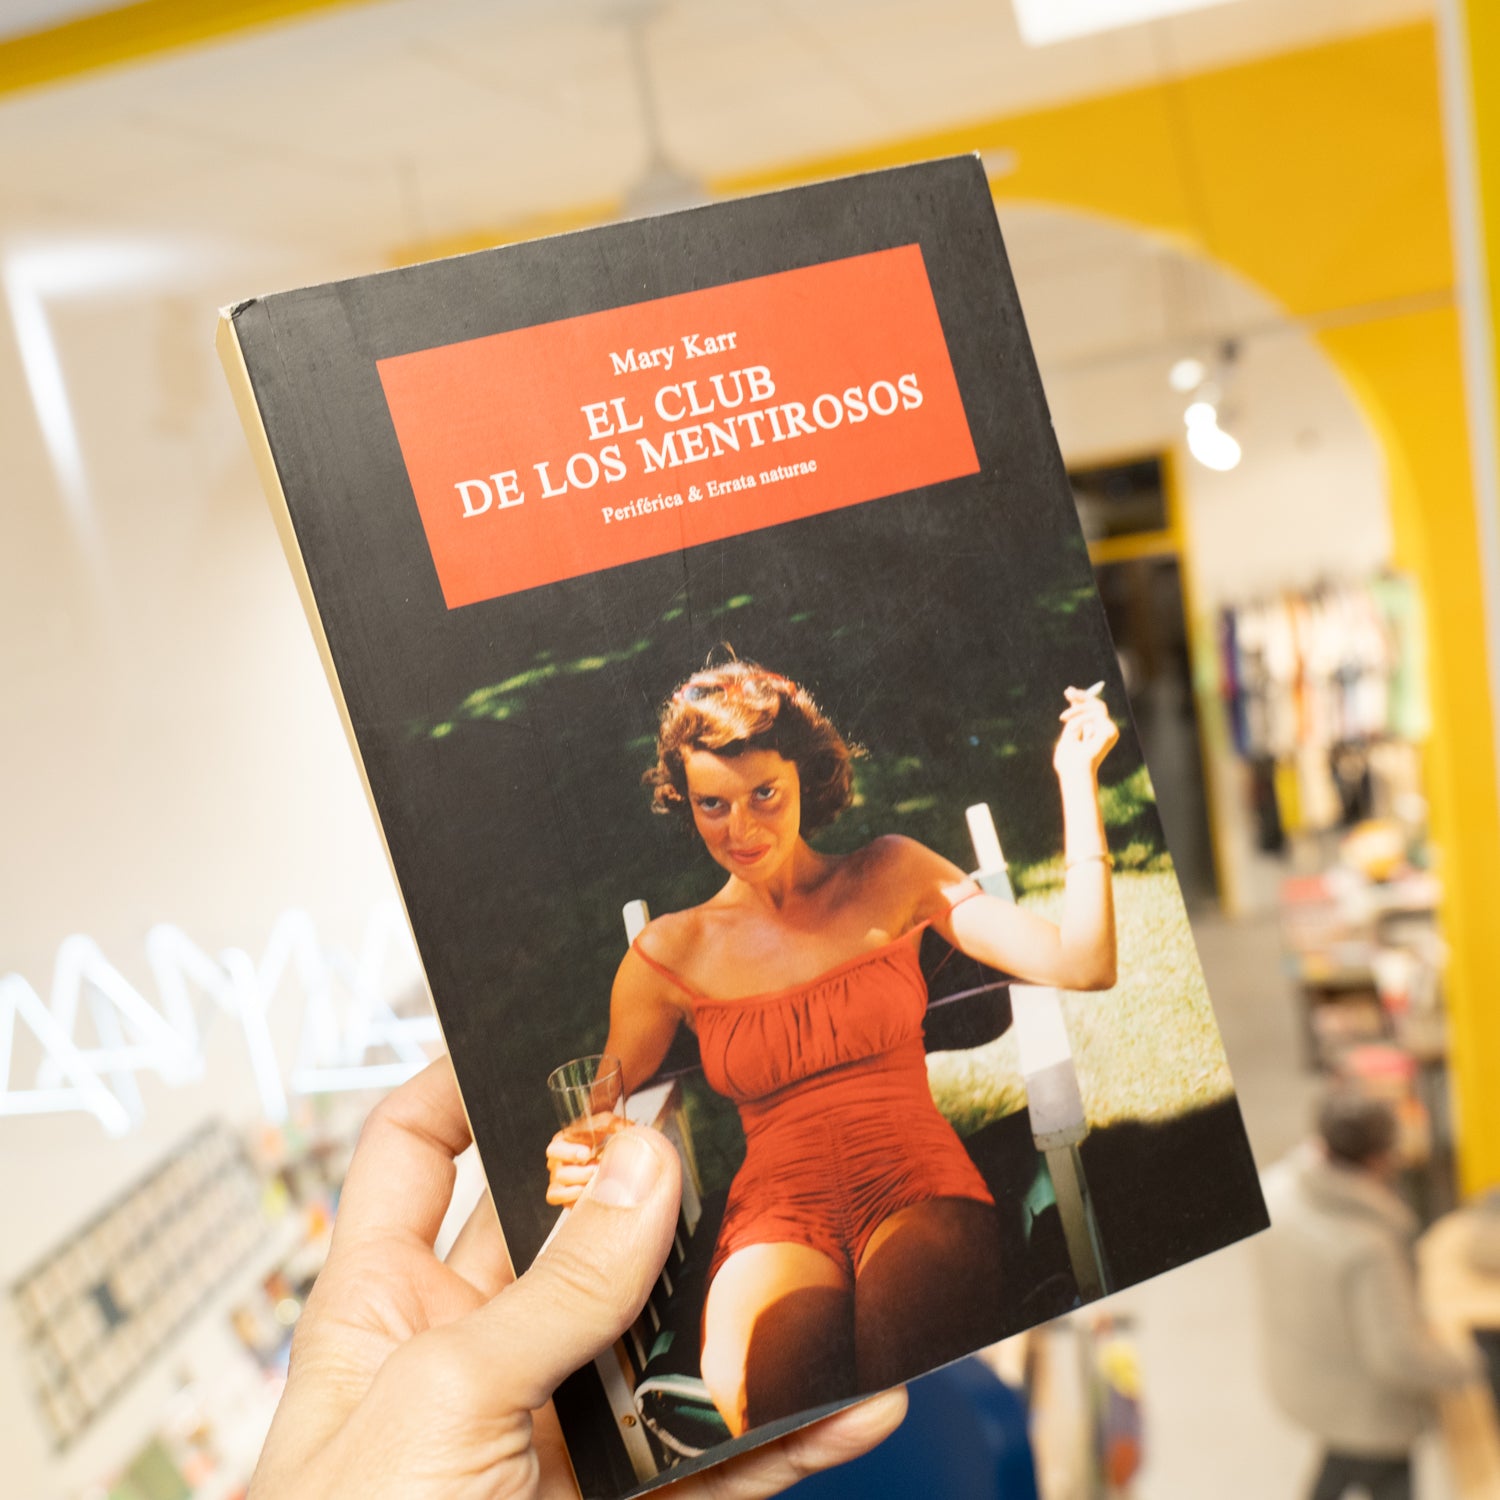 Mary Karr
EL CLUB
DE LOS MENTIROSOS
Periférica & Errata naturae